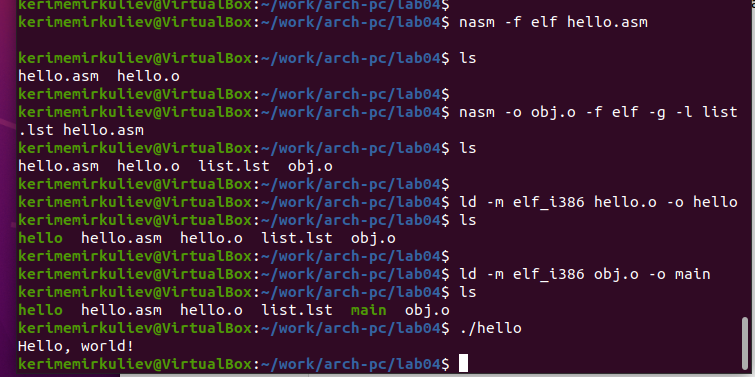 kerimemirkuliev@VirtualBox:~/work/arch-pc/lab04$
kerimemirkuliev@VirtualBox:~/work/arch-pc/lab04$ nasm -f elf hello.asm
kerimemirkuliev@VirtualBox:~/work/arch-pc/lab04$ ls
hello.asm  hello.o
kerimemirkuliev@VirtualBox:~/work/arch-pc/lab04$
kerimemirkuliev@VirtualBox:~/work/arch-pc/lab04$ nasm -o obj.o -f elf -g -l list
.lst hello.asm
kerimemirkuliev@VirtualBox:~/work/arch-pc/lab04$ ls
hello.asm  hello.o  list.lst  obj.o
kerimemirkuliev@VirtualBox:~/work/arch-pc/lab04$
kerimemirkuliev@VirtualBox:~/work/arch-pc/lab04$ ld -m elf_i386 hello.o -o hello
kerimemirkuliev@VirtualBox:~/work/arch-pc/lab04$ ls
hello  hello.asm  hello.o  list.lst  obj.o
kerimemirkuliev@VirtualBox:~/work/arch-pc/lab04$
kerimemirkuliev@VirtualBox:~/work/arch-pc/lab04$ ld -m elf_i386 obj.o -o main
kerimemirkuliev@VirtualBox:~/work/arch-pc/lab04$ ls
hello  hello.asm  hello.o  list.lst  main  obj.o
kerimemirkuliev@VirtualBox:~/work/arch-pc/lab04$ ./hello
Hello, world!
kerimemirkuliev@VirtualBox:~/work/arch-pc/lab04$